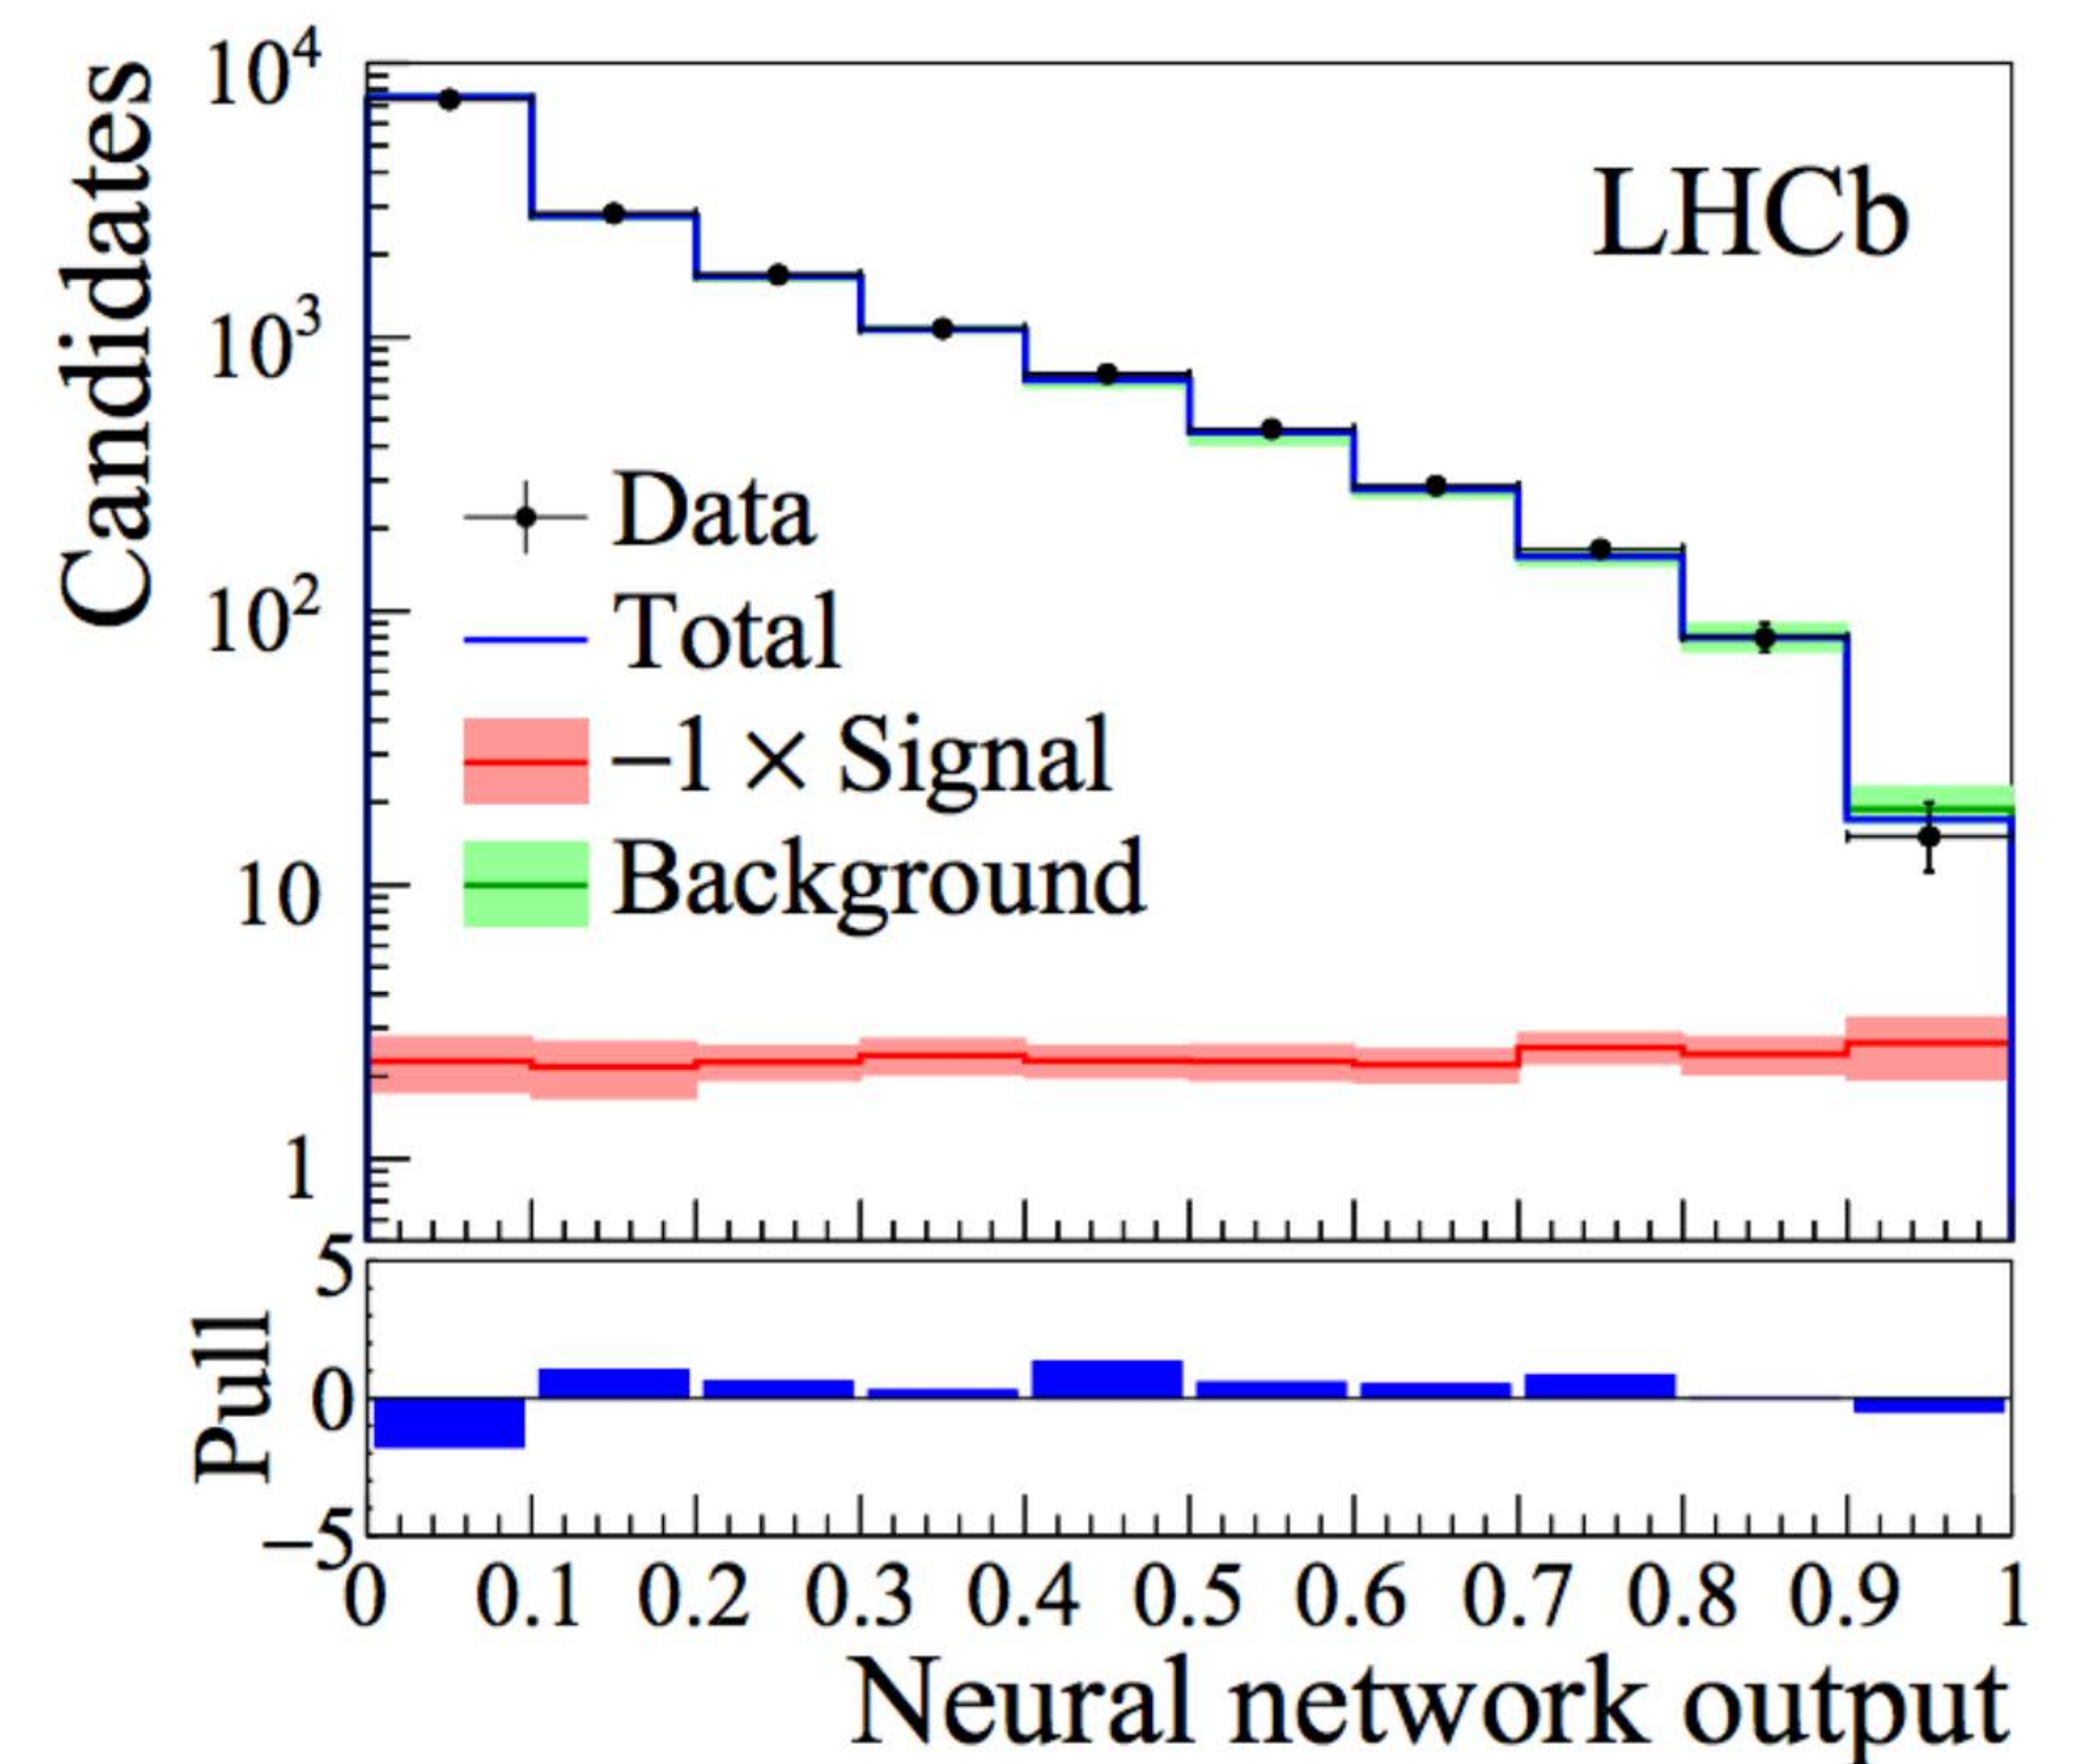 Candidates
10⁴
10³
10²
10
1
LHCb
Data
Total
−1 × Signal
Background
Pull
5
0
−5
0 0.1 0.2 0.3 0.4 0.5 0.6 0.7 0.8 0.9 1
Neural network output